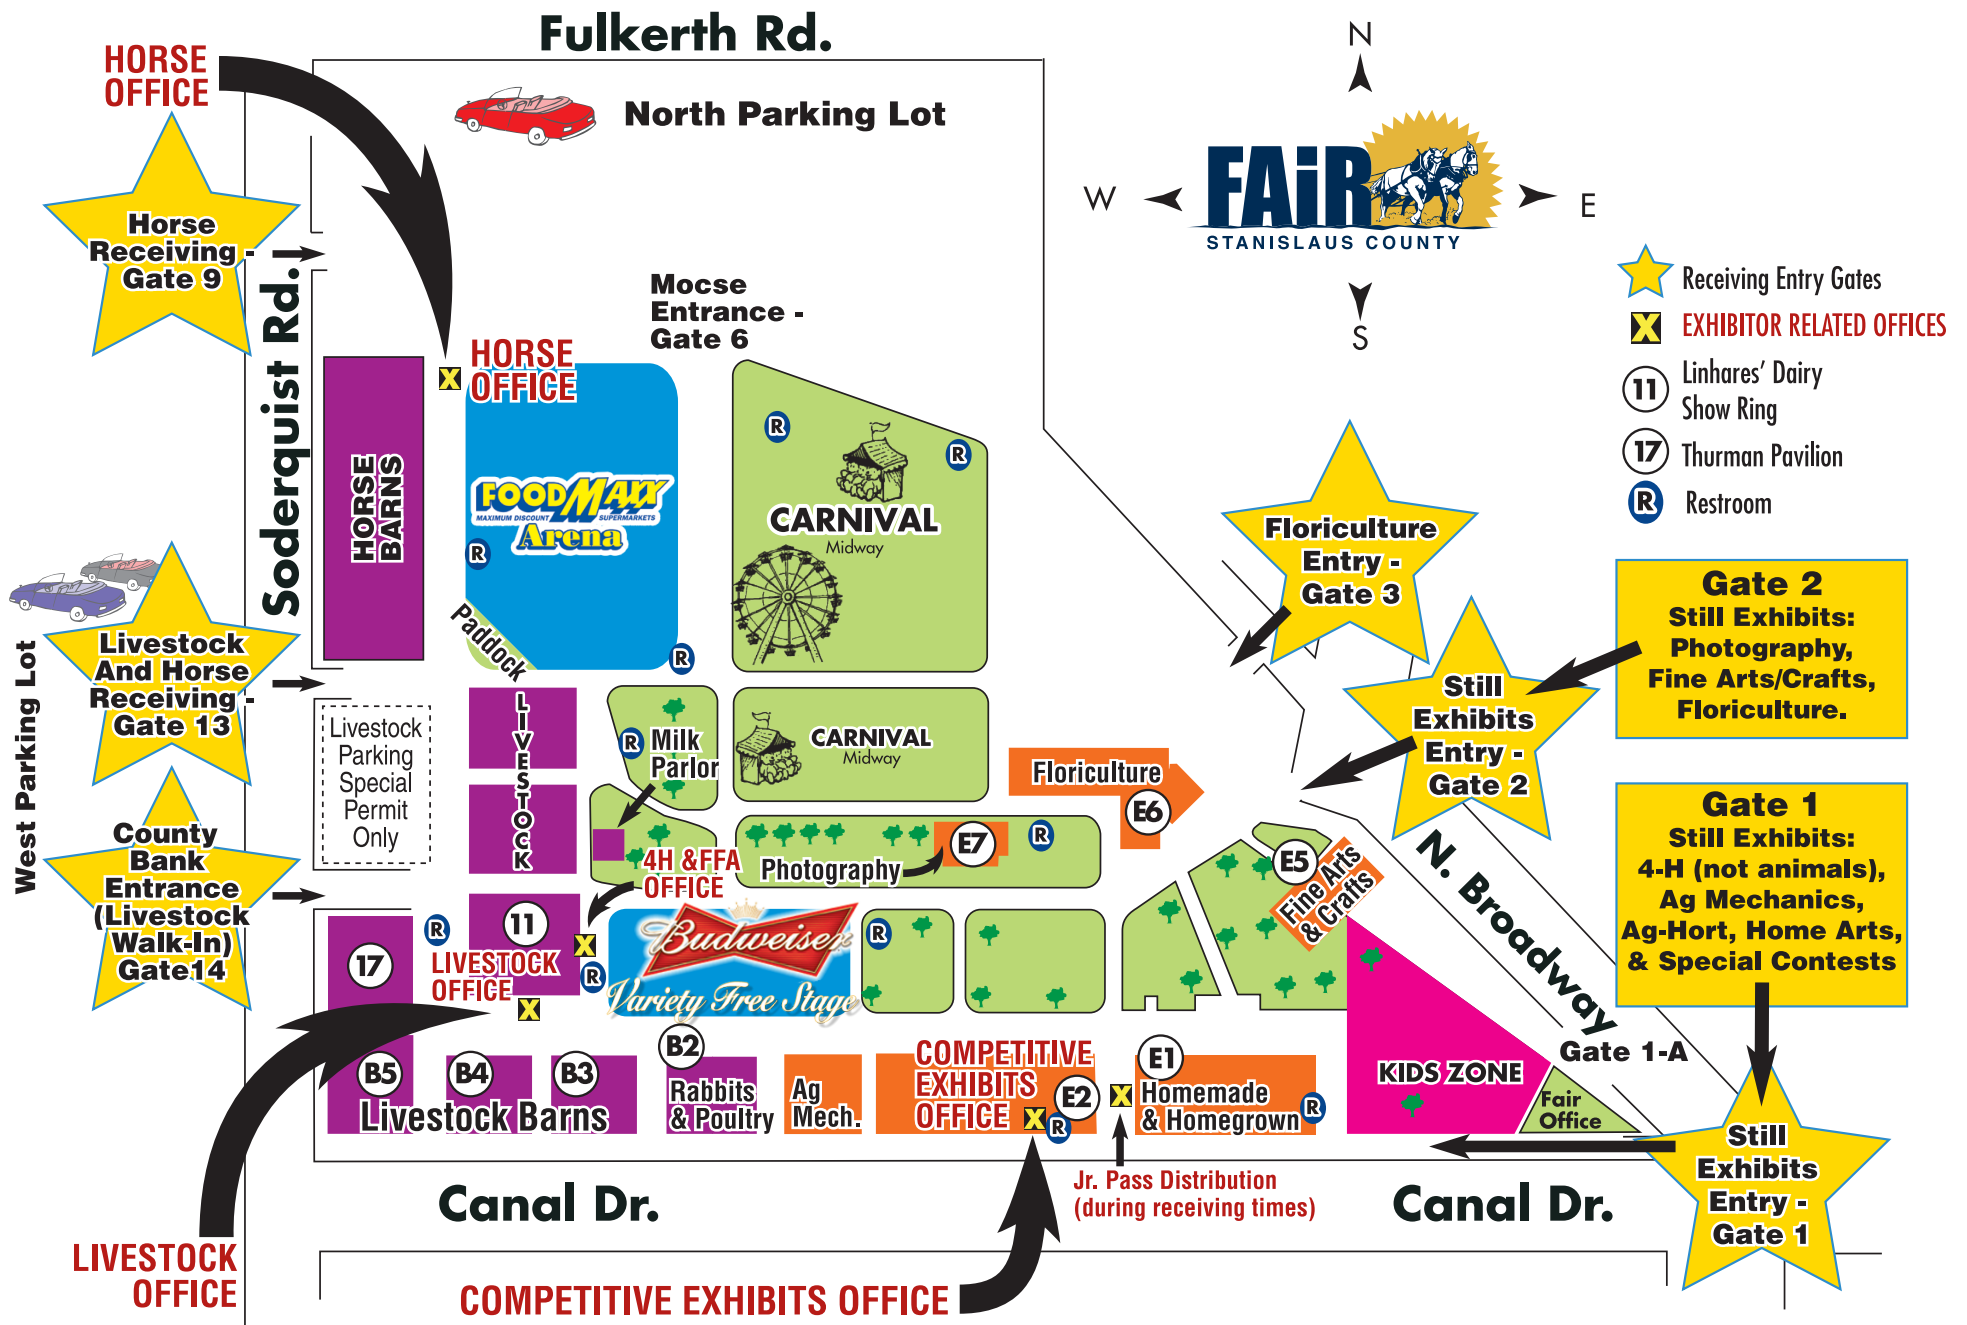 Fulkerth Rd.
HORSE
OFFICE
North Parking Lot
N
W
E
S
FAiR
STANISLAUS COUNTY
Horse
Receiving -
Gate 9
Soderquist Rd.
Mocse
Entrance -
Gate 6
Receiving Entry Gates
X
EXHIBITOR RELATED OFFICES
11
Linhares' Dairy
Show Ring
17
Thurman Pavilion
R
Restroom
X
HORSE
OFFICE
HORSE
BARNS
FOODMAXX
MAXIMUM DISCOUNT SUPERMARKETS
Arena
R
R
Paddock
R
R
CARNIVAL
Midway
Floriculture
Entry -
Gate 3
Gate 2
Still Exhibits:
Photography,
Fine Arts/Crafts,
Floriculture.
Still
Exhibits
Entry -
Gate 2
West Parking Lot
Livestock
And Horse
Receiving -
Gate 13
Livestock
Parking
Special
Permit
Only
LIVESTOCK
R
Milk
Parlor
CARNIVAL
Midway
Floriculture
E6
Gate 1
Still Exhibits:
4-H (not animals),
Ag Mechanics,
Ag-Hort, Home Arts,
& Special Contests
County
Bank
Entrance
(Livestock
Walk-In)
Gate14
4H &FFA
OFFICE
Photography
E7
R
E5
Fine Arts
& Crafts
N. Broadway
17
R
11
X
LIVESTOCK
OFFICE
R
X
Budweiser
Variety Free Stage
R
Gate 1-A
B5
B4
B3
Livestock Barns
B2
Rabbits
& Poultry
Ag
Mech.
COMPETITIVE
EXHIBITS
OFFICE
X
R
E2
X
E1
Homemade
& Homegrown
R
KIDS ZONE
Fair
Office
Still
Exhibits
Entry -
Gate 1
Jr. Pass Distribution
(during receiving times)
Canal Dr.
Canal Dr.
LIVESTOCK
OFFICE
COMPETITIVE EXHIBITS OFFICE